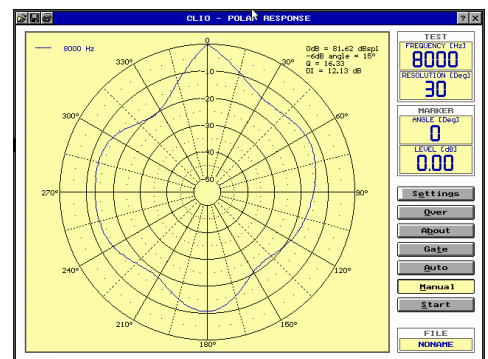 CLIO - POLAR RESPONSE
? X
8000 Hz
0dB = 81.62 dBspl
-6dB angle = 15°
Q = 16.33
DI = 12.13 dB
0
-10
-20
-30
-40
-50
30°
60°
90°
120°
150°
180°
210°
240°
270°
300°
330°
TEST
FREQUENCY [Hz]
8000
RESOLUTION [Deg]
30
MARKER
ANGLE [Deg]
0
LEVEL [dB]
0.00
Settings
Over
About
Gate
Auto
Manual
Start
FILE
NONAME